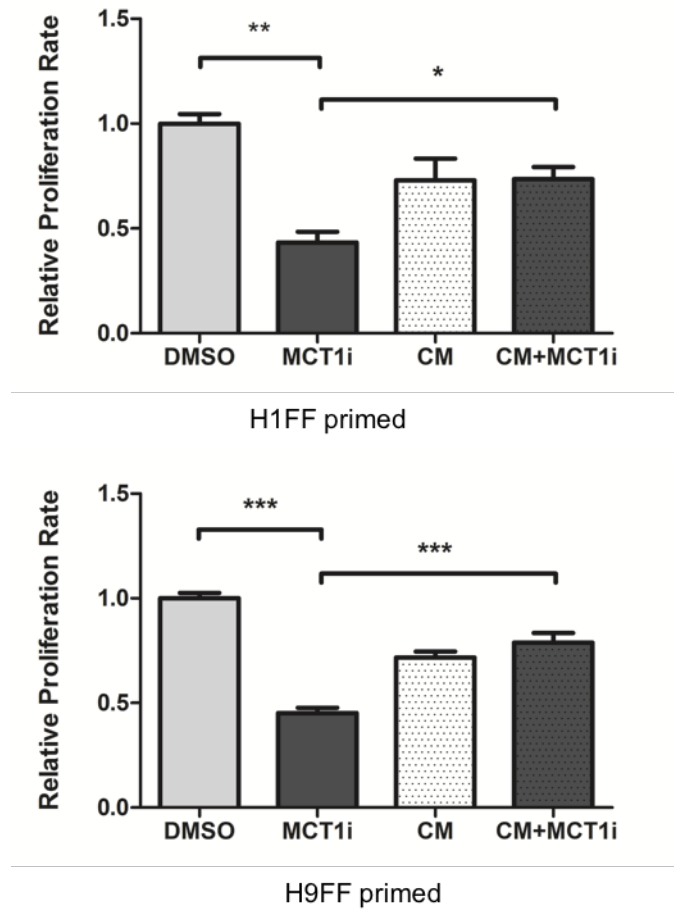 Relative Proliferation Rate
1.5
1.0
0.5
0.0
**
*
DMSO MCT1i CM CM+MCT1i
H1FF primed
Relative Proliferation Rate
1.5
1.0
0.5
0.0
***
***
DMSO MCT1i CM CM+MCT1i
H9FF primed